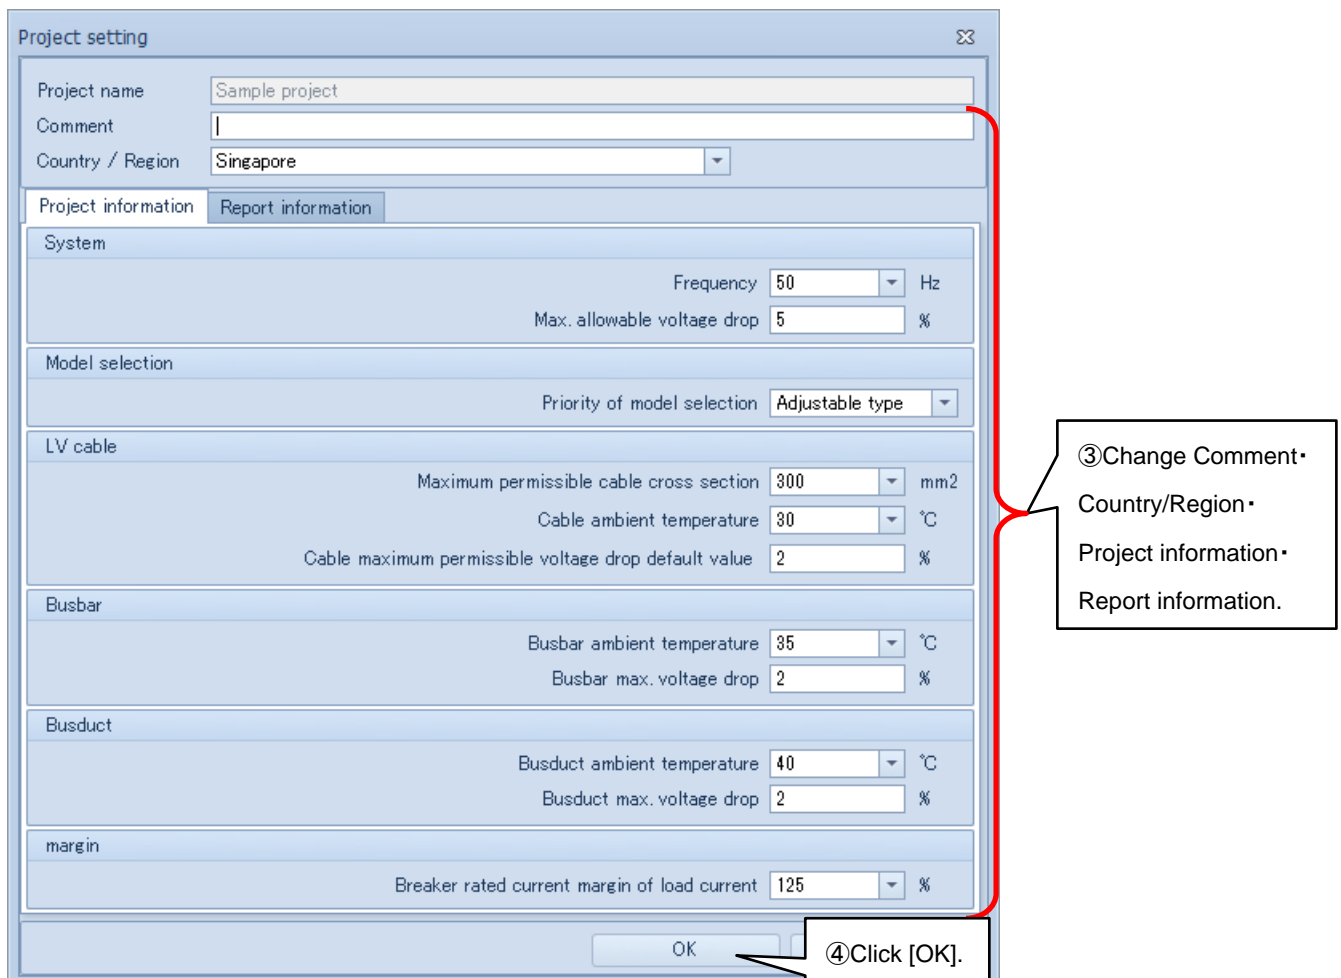 Project setting
Project name Sample project
Comment
Country / Region Singapore
Project information Report information
System
Frequency 50 Hz
Max. allowable voltage drop 5 %
Model selection
Priority of model selection Adjustable type
LV cable
Maximum permissible cable cross section 300 mm2
Cable ambient temperature 30 ℃
Cable maximum permissible voltage drop default value 2 %
Busbar
Busbar ambient temperature 35 ℃
Busbar max. voltage drop 2 %
Busduct
Busduct ambient temperature 40 ℃
Busduct max. voltage drop 2 %
margin
Breaker rated current margin of load current 125 %
OK
③Change Comment・
Country/Region・
Project information・
Report information.
④Click [OK].